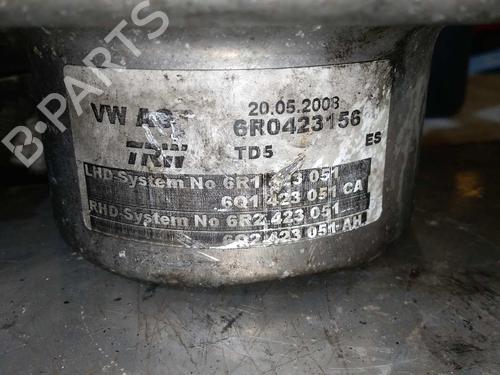 B-PARTS
VW AG
20.05.2008
6R0423156
TRW
TD5
ES
LHD-System No 6R1 423 051
6Q1 423 051 CA
RHD-System No 6R2 423 051
423 051 AH